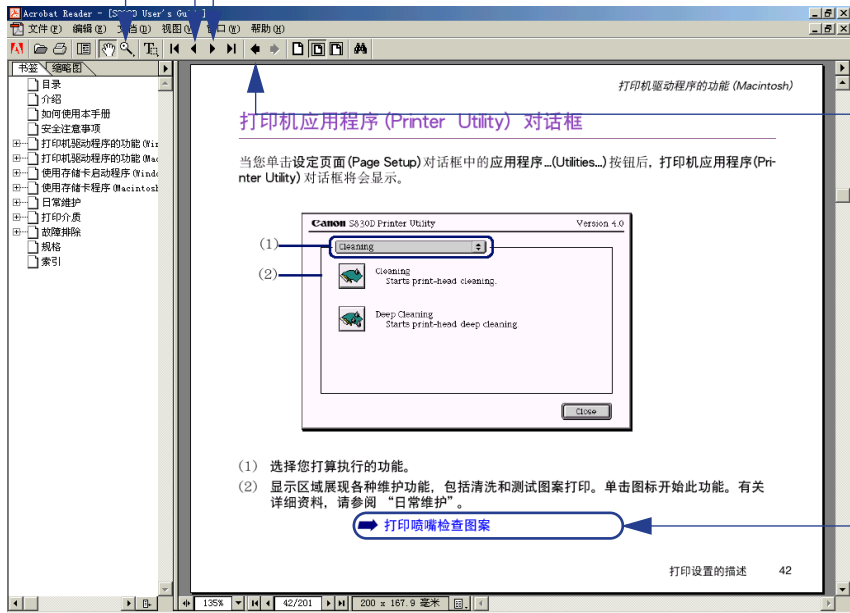 Acrobat Reader - [S830D User's Guide]
文件(F) 编辑(E) 文档(D) 视图(V) 窗口(W) 帮助(H)
书签 缩略图
目录
介绍
如何使用本手册
安全注意事项
打印机驱动程序的功能 (Win
打印机驱动程序的功能 (Mac
使用存储卡启动程序 (Windo
使用存储卡程序 (Macintosh
日常维护
打印介质
故障排除
规格
索引
打印机驱动程序的功能 (Macintosh)
打印机应用程序 (Printer Utility) 对话框
当您单击设定页面 (Page Setup) 对话框中的应用程序...(Utilities...) 按钮后, 打印机应用程序(Pri-
nter Utility) 对话框将会显示。
Canon S830D Printer Utility Version 4.0
(1) Cleaning
(2) Cleaning
Starts print-head cleaning.
Deep Cleaning
Starts print-head deep cleaning
Close
(1) 选择您打算执行的功能。
(2) 显示区域展现各种维护功能, 包括清洗和测试图案打印。单击图标开始此功能。有关
详细资料, 请参阅 “日常维护”。
打印喷嘴检查图案
打印设置的描述 42
135% 42/201 200 x 167.9 毫米